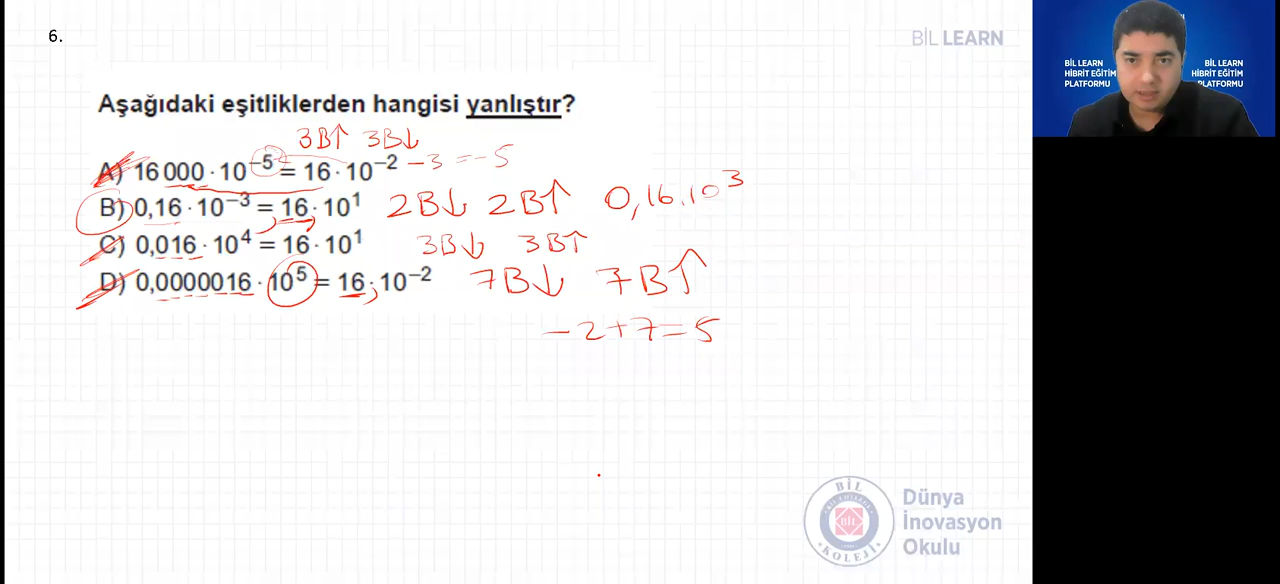 6.
BİL LEARN
BİL LEARN
HİBRİT EĞİTİM
PLATFORMU
BİL LEARN
HİBRİT EĞİTİM
PLATFORMU
Aşağıdaki eşitliklerden hangisi yanlıştır?
3B↑ 3B↓
A) 16 000 · 10⁻⁵ = 16 · 10⁻² -3 = -5
B) 0,16 · 10⁻³ = 16 · 10¹ 2B↓ 2B↑ 0,16.10³
C) 0,016 · 10⁴ = 16 · 10¹ 3B↓ 3B↑
D) 0,0000016 · 10⁵ = 16 · 10⁻² 7B↓ 7B↑
-2+7=5
BİL
BİL
KOLEJİ
Dünya
İnovasyon
Okulu